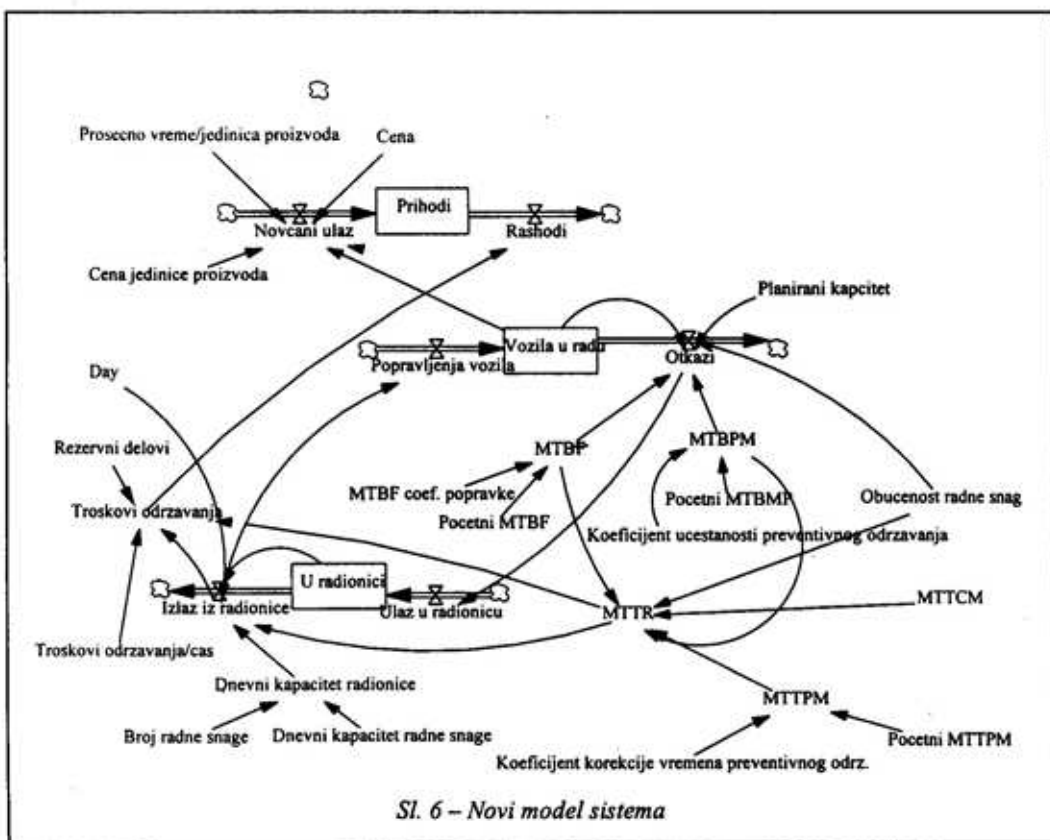 Prosecno vreme/jedinica proizvoda
Cena
Prihodi
Novcani ulaz
Rashodi
Cena jedinice proizvoda
Planirani kapcitet
Vozila u radu
Popravljenja vozila
Otkazi
Day
MTBF
MTBPM
Rezervni delovi
MTBF coef. popravke
Pocetni MTBMP
Obucenost radne snag
Troskovi odrzavanja
Pocetni MTBF
Koeficijent ucestanosti preventivnog odrzavanja
U radionici
Izlaz iz radionice
Ulaz u radionicu
MTTR
MTTCM
Troskovi odrzavanja/cas
Dnevni kapacitet radionice
MTTPM
Broj radne snage
Dnevni kapacitet radne snage
Pocetni MTTPM
Koeficijent korekcije vremena preventivnog odrz.
Sl. 6 – Novi model sistema